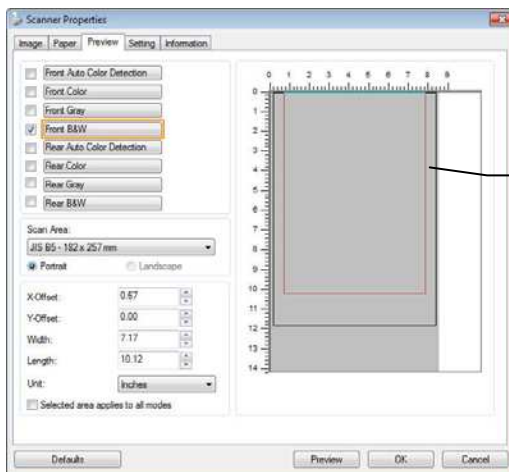 Scanner Properties
Image Paper Preview Setting Information
Front Auto Color Detection
Front Color
Front Gray
Front B&W
Rear Auto Color Detection
Rear Color
Rear Gray
Rear B&W
Scan Area:
JIS B5 - 182 x 257 mm
Portrait Landscape
X-Offset: 0.67
Y-Offset: 0.00
Width: 7.17
Length: 10.12
Unit: Inches
Selected area applies to all modes
0 1 2 3 4 5 6 7 8 9
0
1
2
3
4
5
6
7
8
9
10
11
12
13
14
Defaults Preview OK Cancel